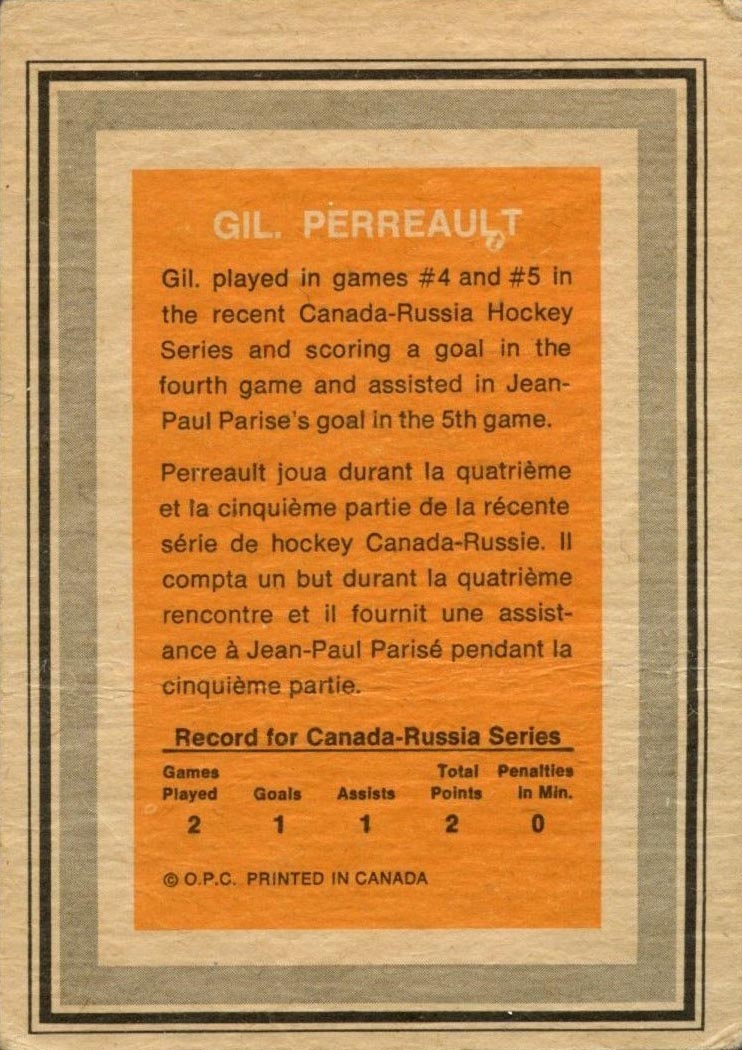 GIL. PERREAULT
Gil. played in games #4 and #5 in
the recent Canada-Russia Hockey
Series and scoring a goal in the
fourth game and assisted in Jean-
Paul Parise's goal in the 5th game.
Perreault joua durant la quatrième
et la cinquième partie de la récente
série de hockey Canada-Russie. Il
compta un but durant la quatrième
rencontre et il fournit une assist-
ance à Jean-Paul Parisé pendant la
cinquième partie.
Record for Canada-Russia Series
Games Total Penalties
Played Goals Assists Points in Min.
2 1 1 2 0
© O.P.C. PRINTED IN CANADA